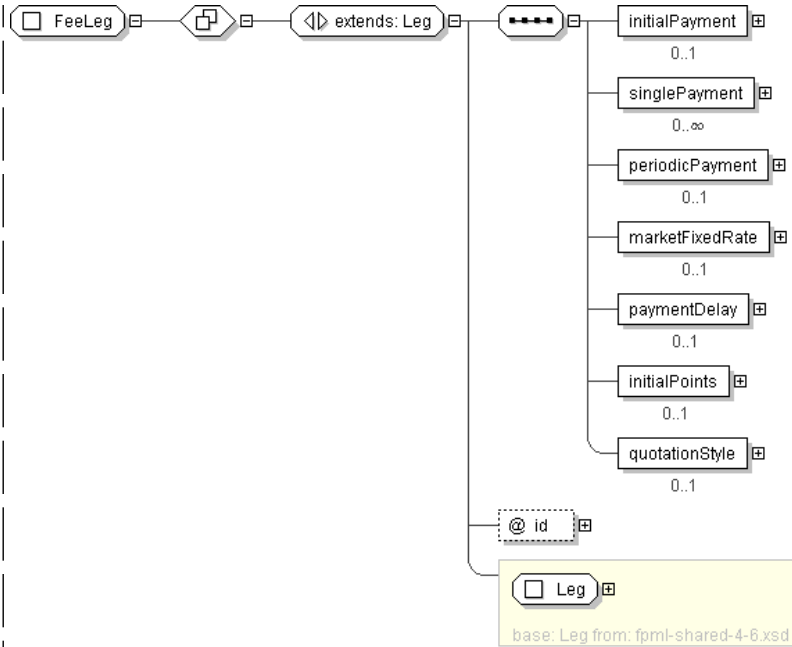 FeeLeg
extends: Leg
initialPayment
0..1
singlePayment
0..∞
periodicPayment
0..1
marketFixedRate
0..1
paymentDelay
0..1
initialPoints
0..1
quotationStyle
0..1
@ id
Leg
base: Leg from: fpml-shared-4-6.xsd